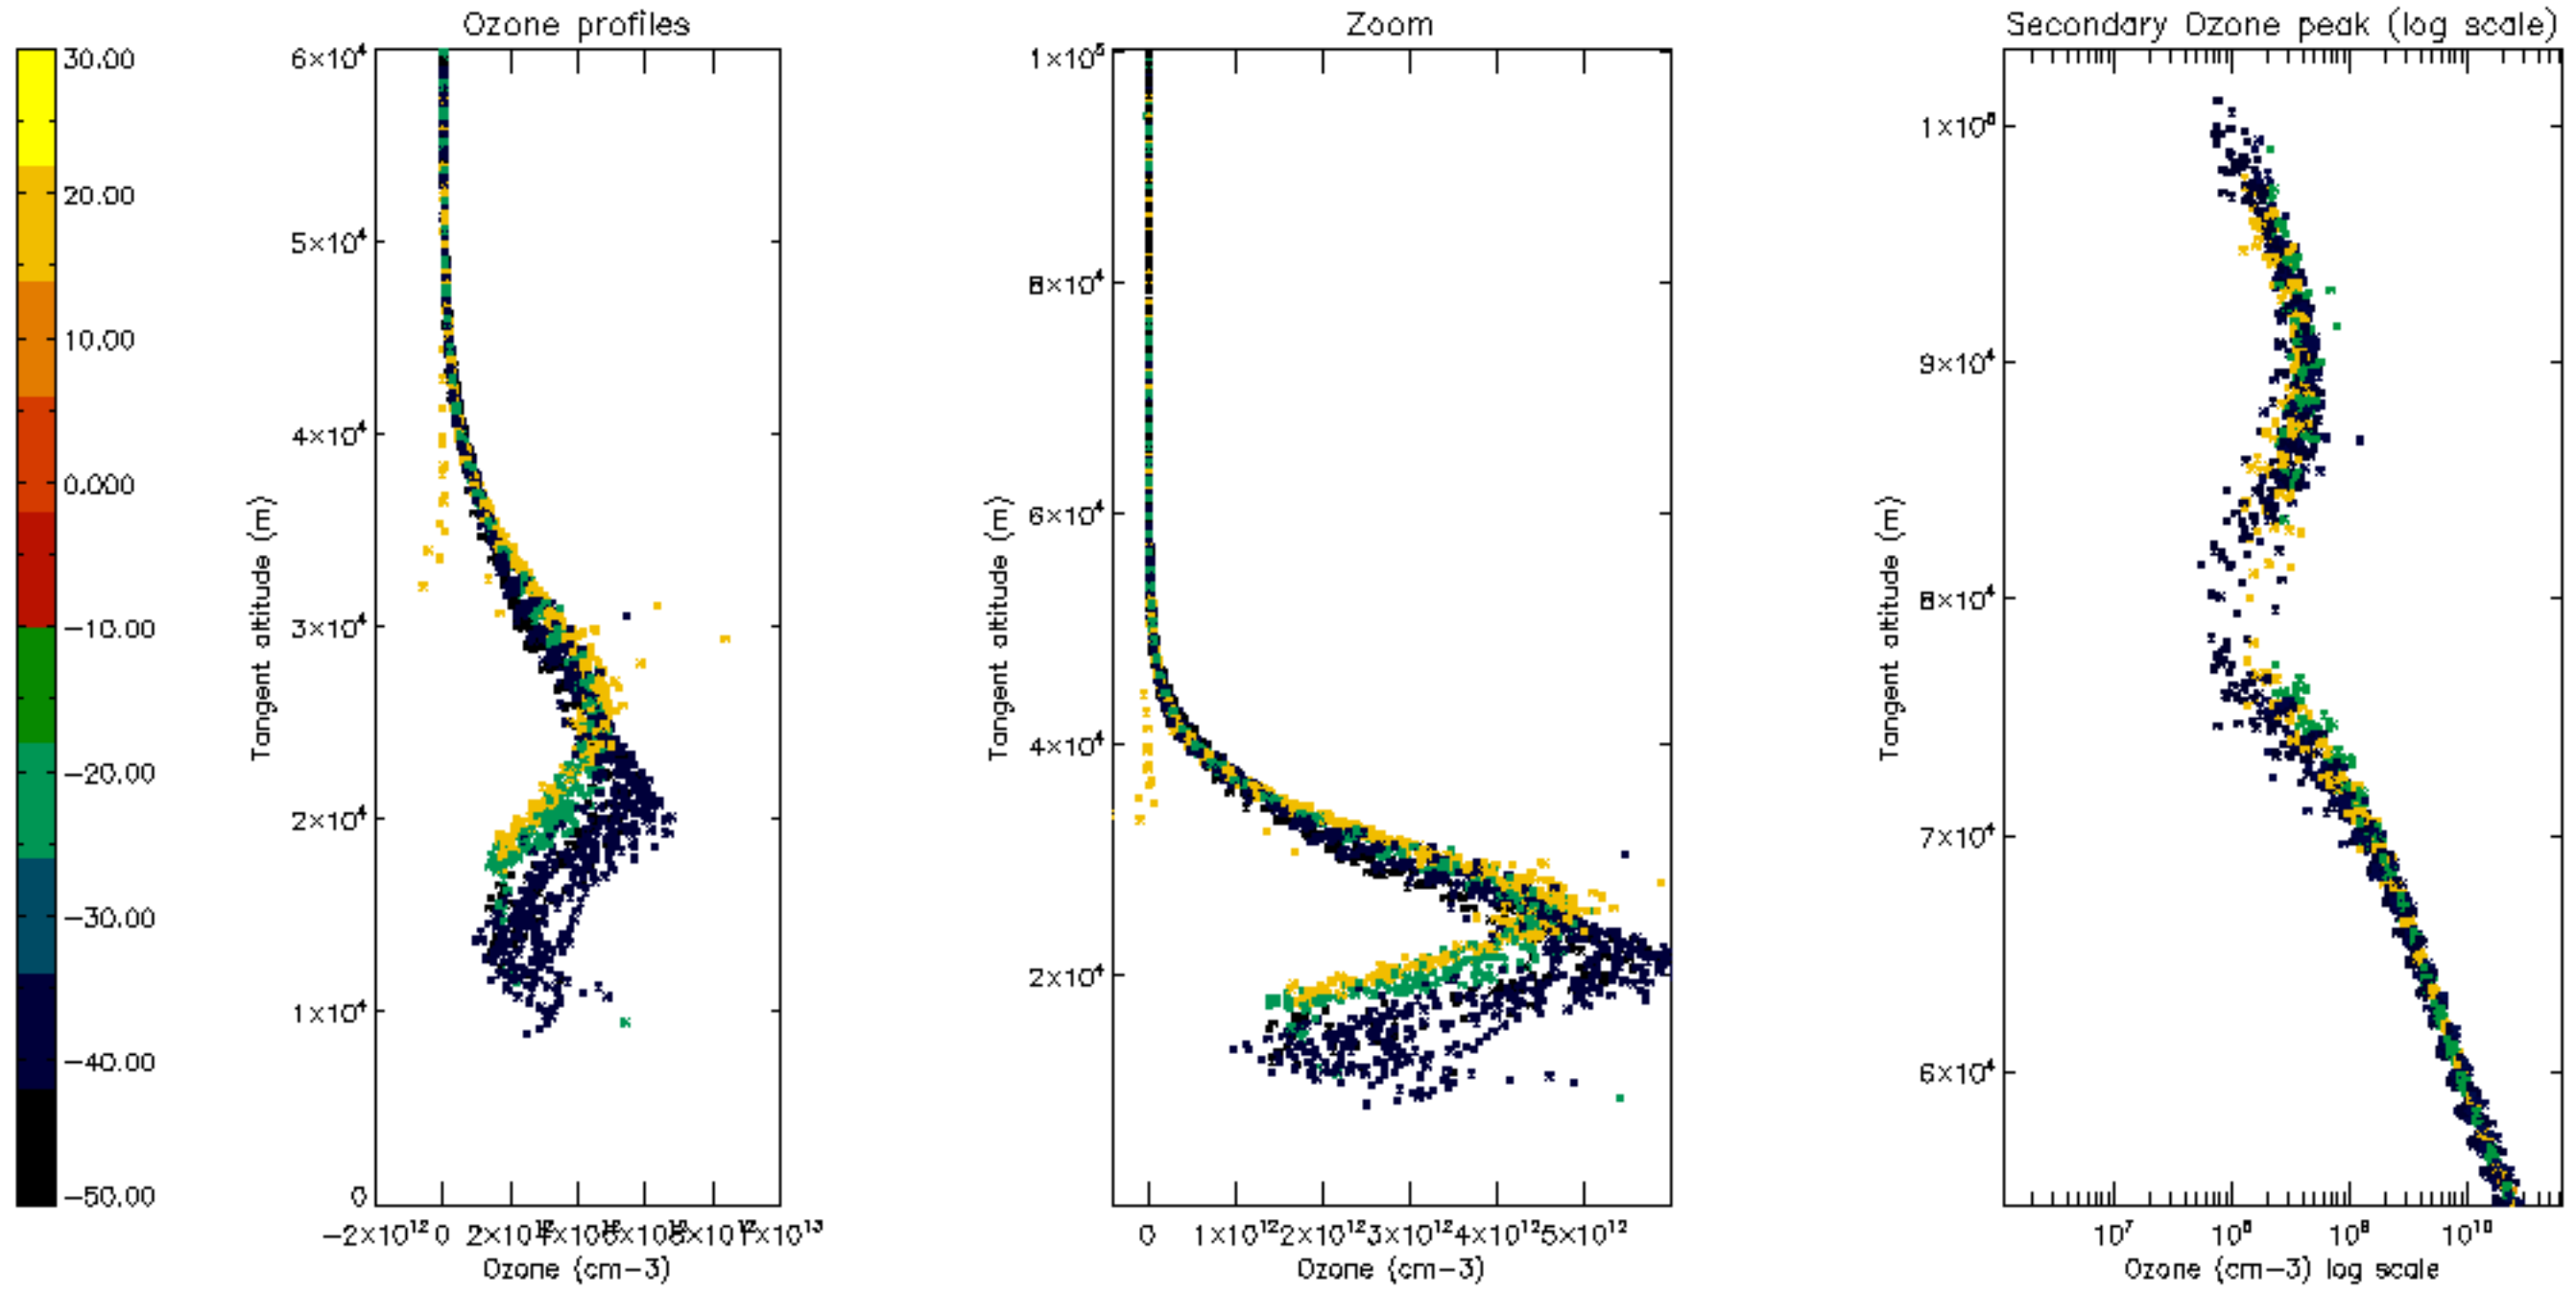 Ozone profiles
Zoom
Secondary Ozone peak (log scale)
30.00
20.00
10.00
0.000
−10.00
−20.00
−30.00
−40.00
−50.00
6×10⁴
5×10⁴
4×10⁴
3×10⁴
2×10⁴
1×10⁴
0
Tangent altitude (m)
−2×10¹² 0
1×10¹³
Ozone (cm−3)
1×10⁵
8×10⁴
6×10⁴
4×10⁴
2×10⁴
Tangent altitude (m)
0 1×10¹² 2×10¹² 3×10¹² 4×10¹² 5×10¹²
Ozone (cm−3)
1×10⁵
9×10⁴
8×10⁴
7×10⁴
6×10⁴
Tangent altitude (m)
10⁷ 10⁸ 10⁹ 10¹⁰
Ozone (cm−3) log scale